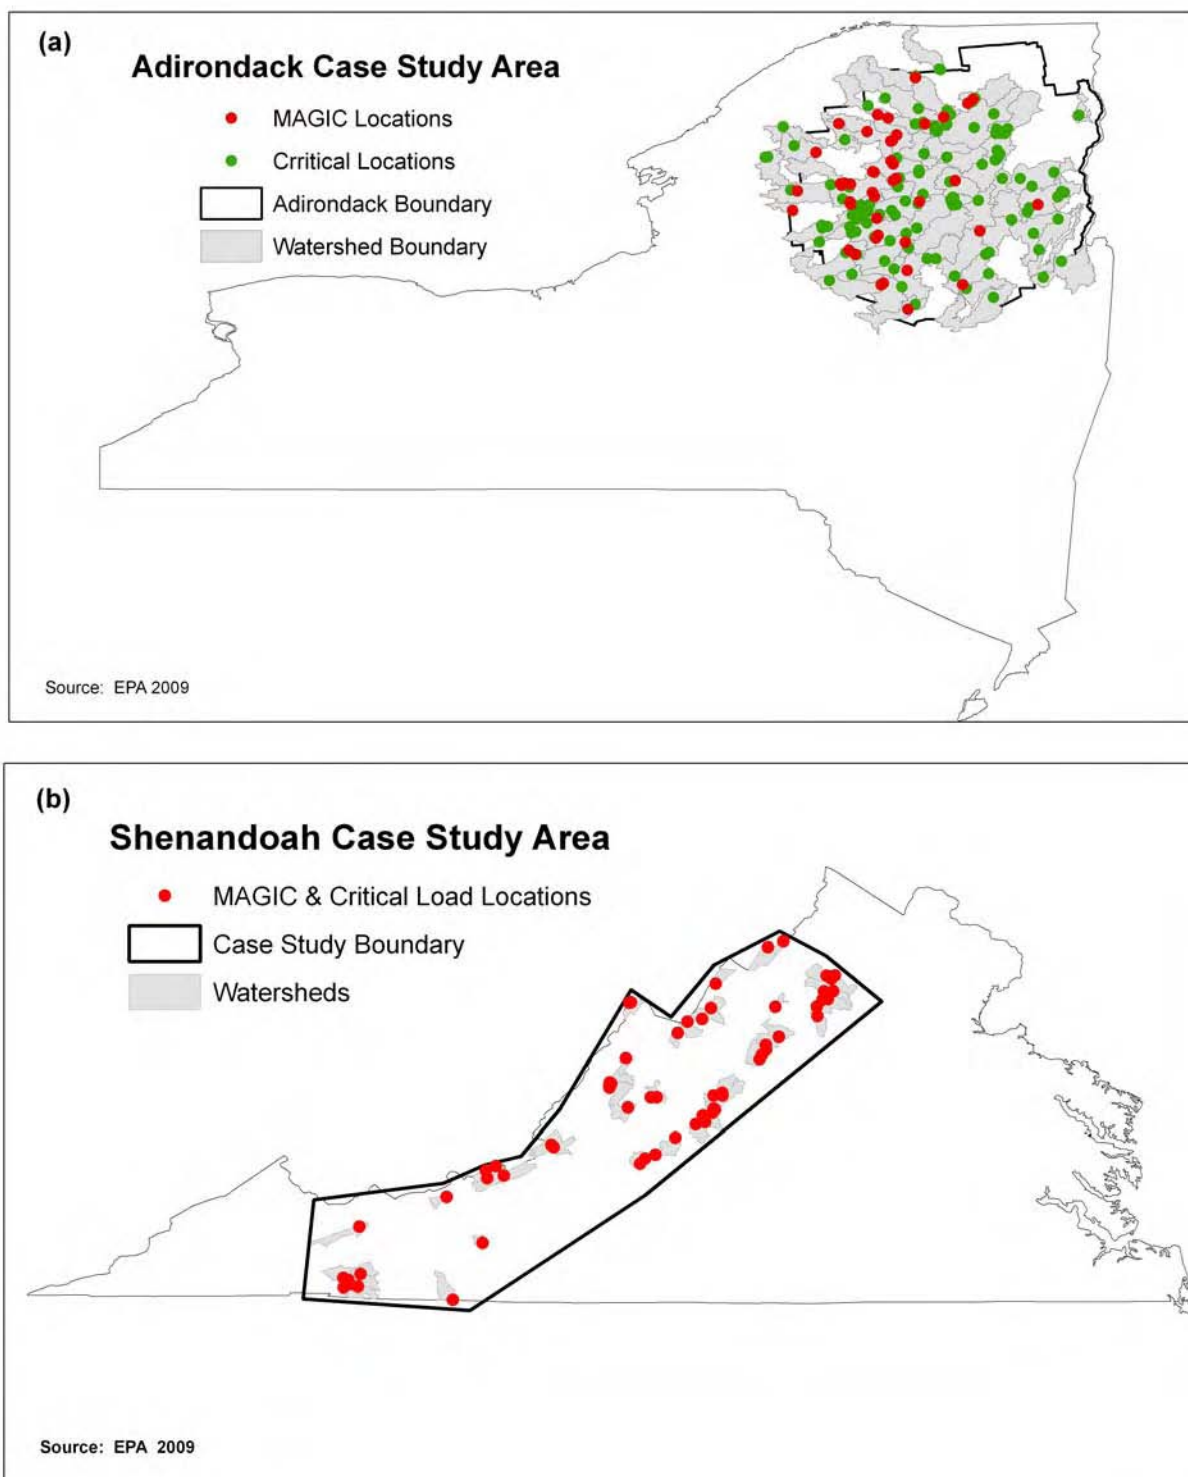 (a)
Adirondack Case Study Area
MAGIC Locations
Crritical Locations
Adirondack Boundary
Watershed Boundary
Source: EPA 2009
(b)
Shenandoah Case Study Area
MAGIC & Critical Load Locations
Case Study Boundary
Watersheds
Source: EPA 2009